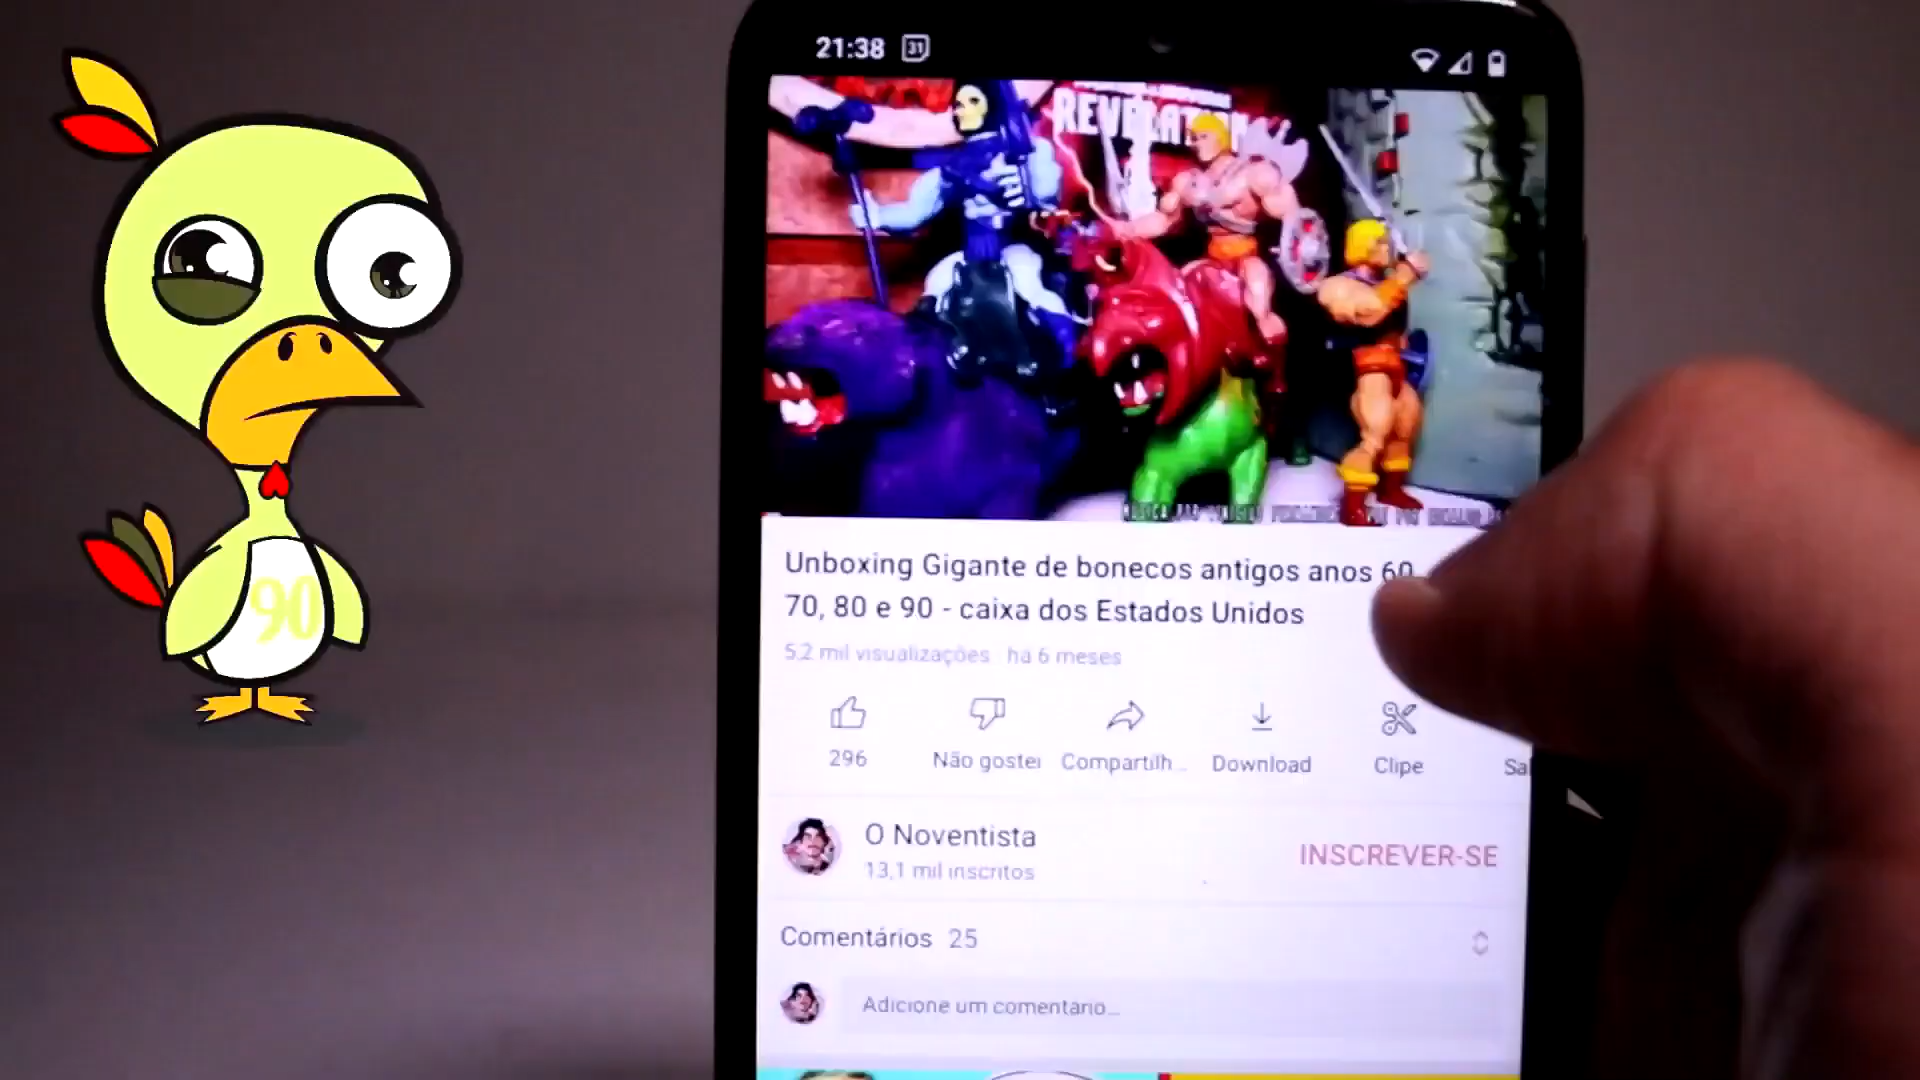 21:38
31
REVELATION
Unboxing Gigante de bonecos antigos anos 60
70, 80 e 90 - caixa dos Estados Unidos
5,2 mil visualizações · há 6 meses
296
Não gostei
Compartilh...
Download
Clipe
Sal
O Noventista
13,1 mil inscritos
INSCREVER-SE
Comentários 25
Adicione um comentário...
90